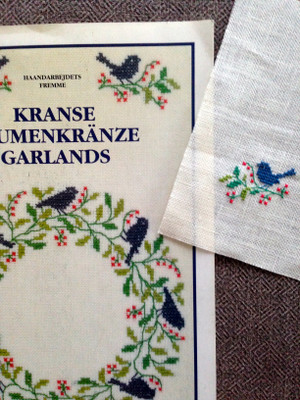 HAANDARBEJDETS
FREMME
KRANSE
UMENKRÄNZE
GARLANDS